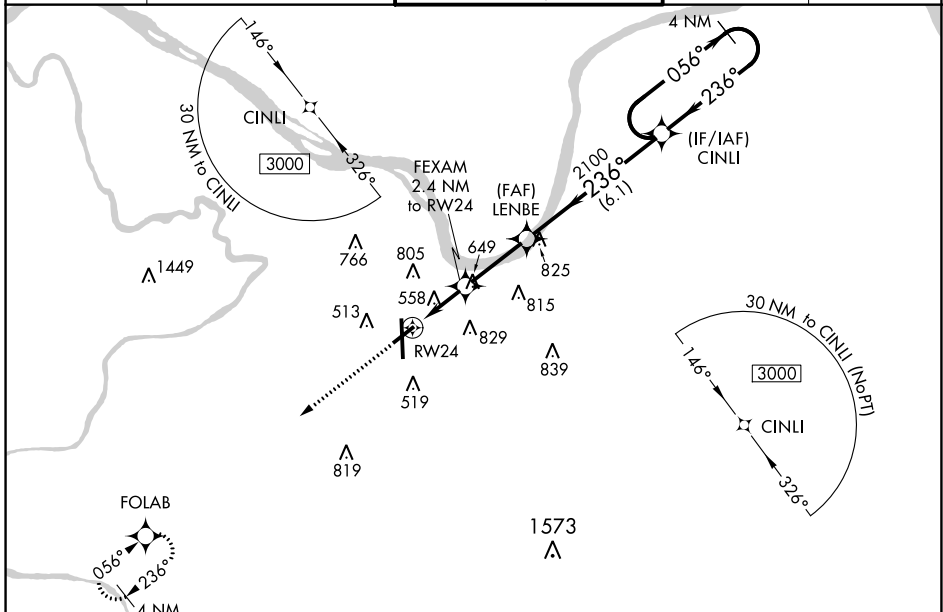 4 NM
056°
236°
(IF/IAF)
CINLI
146°
CINLI
326°
3000
30 NM to CINLI
2100
236°
(6.1)
FEXAM
2.4 NM
to RW24
(FAF)
LENBE
649
825
766
805
1449
558
815
513
829
RW24
839
519
819
30 NM to CINLI (NoPT)
146°
3000
CINLI
326°
FOLAB
056°
236°
4 NM
1573